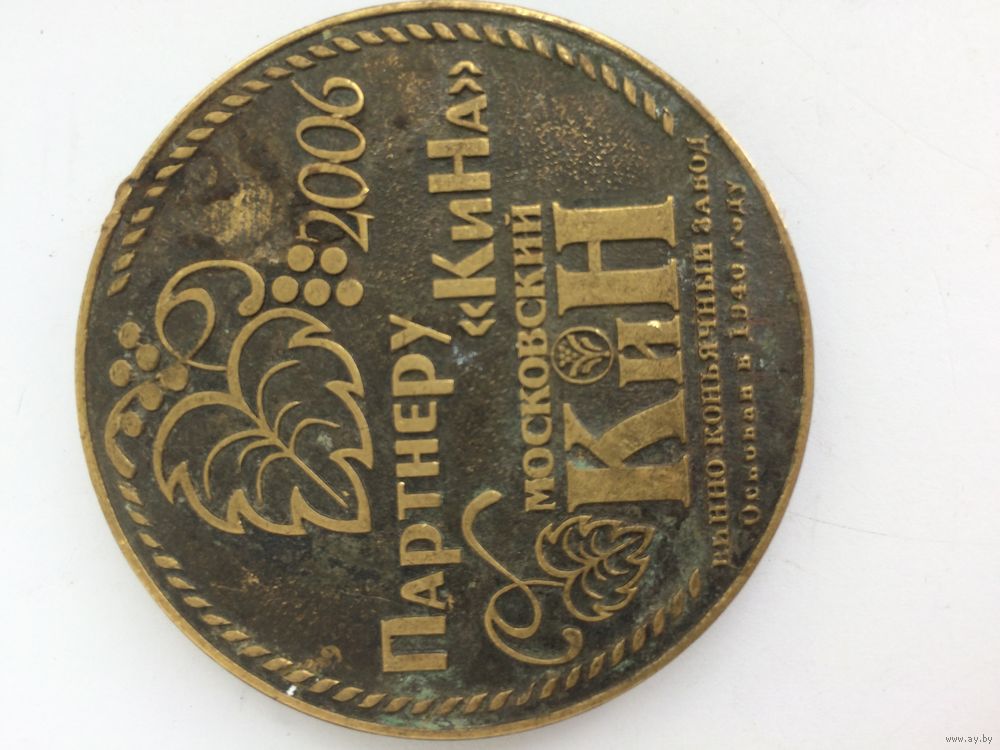 2006
ПАРТНЕРУ
«КиНа»
МОСКОВСКИЙ
КиН
ВИННО КОНЬЯЧНЫЙ ЗАВОД
Основан в 1940 году
www.ay.by